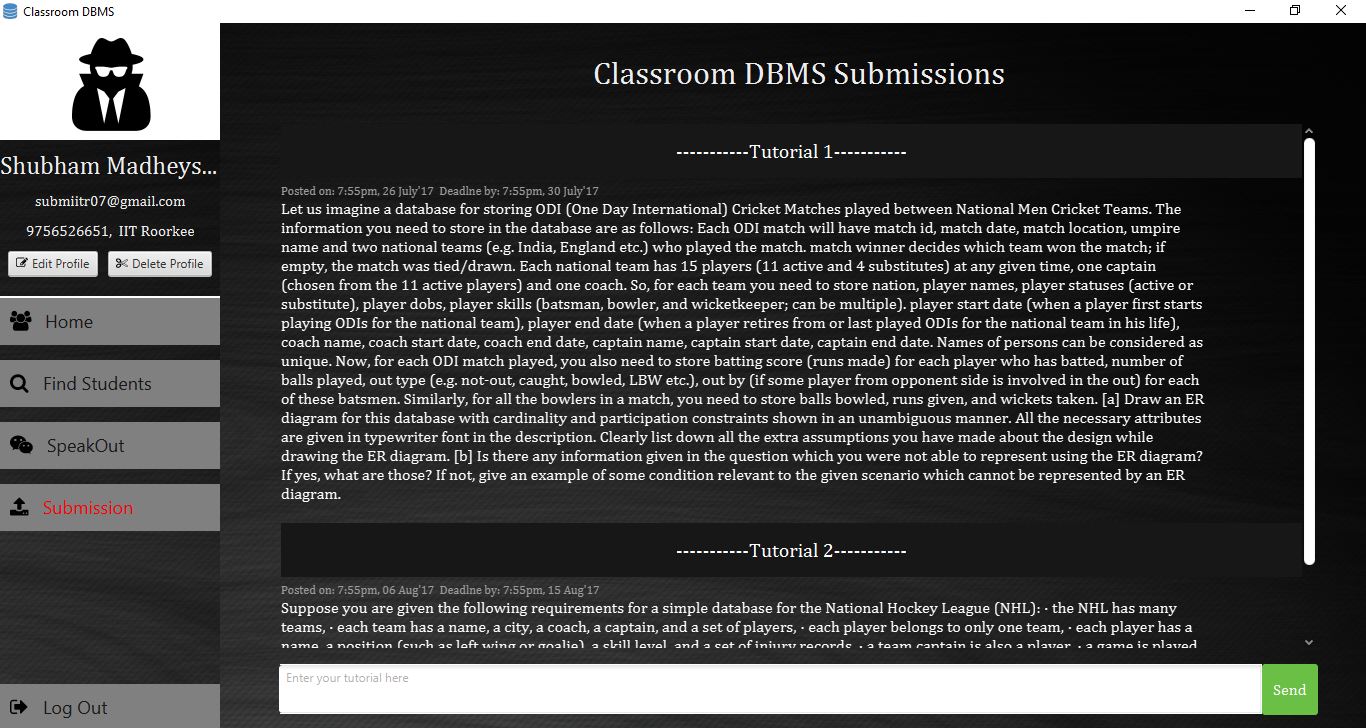 Classroom DBMS
Shubham Madheys...
submiitr07@gmail.com
9756526651, IIT Roorkee
Edit Profile
Delete Profile
Home
Find Students
SpeakOut
Submission
Log Out
Classroom DBMS Submissions
-----------Tutorial 1-----------
Posted on: 7:55pm, 26 July'17 Deadlne by: 7:55pm, 30 July'17
Let us imagine a database for storing ODI (One Day International) Cricket Matches played between National Men Cricket Teams. The
information you need to store in the database are as follows: Each ODI match will have match id, match date, match location, umpire
name and two national teams (e.g. India, England etc.) who played the match. match winner decides which team won the match; if
empty, the match was tied/drawn. Each national team has 15 players (11 active and 4 substitutes) at any given time, one captain
(chosen from the 11 active players) and one coach. So, for each team you need to store nation, player names, player statuses (active or
substitute), player dobs, player skills (batsman, bowler, and wicketkeeper; can be multiple). player start date (when a player first starts
playing ODIs for the national team), player end date (when a player retires from or last played ODIs for the national team in his life),
coach name, coach start date, coach end date, captain name, captain start date, captain end date. Names of persons can be considered as
unique. Now, for each ODI match played, you also need to store batting score (runs made) for each player who has batted, number of
balls played, out type (e.g. not-out, caught, bowled, LBW etc.), out by (if some player from opponent side is involved in the out) for each
of these batsmen. Similarly, for all the bowlers in a match, you need to store balls bowled, runs given, and wickets taken. [a] Draw an ER
diagram for this database with cardinality and participation constraints shown in an unambiguous manner. All the necessary attributes
are given in typewriter font in the description. Clearly list down all the extra assumptions you have made about the design while
drawing the ER diagram. [b] Is there any information given in the question which you were not able to represent using the ER diagram?
If yes, what are those? If not, give an example of some condition relevant to the given scenario which cannot be represented by an ER
diagram.
-----------Tutorial 2-----------
Posted on: 7:55pm, 06 Aug'17 Deadlne by: 7:55pm, 15 Aug'17
Suppose you are given the following requirements for a simple database for the National Hockey League (NHL): · the NHL has many
teams, · each team has a name, a city, a coach, a captain, and a set of players, · each player belongs to only one team, · each player has a
name, a position (such as left wing or goalie), a skill level, and a set of injury records, · a team captain is also a player, · a game is played
Enter your tutorial here
Send